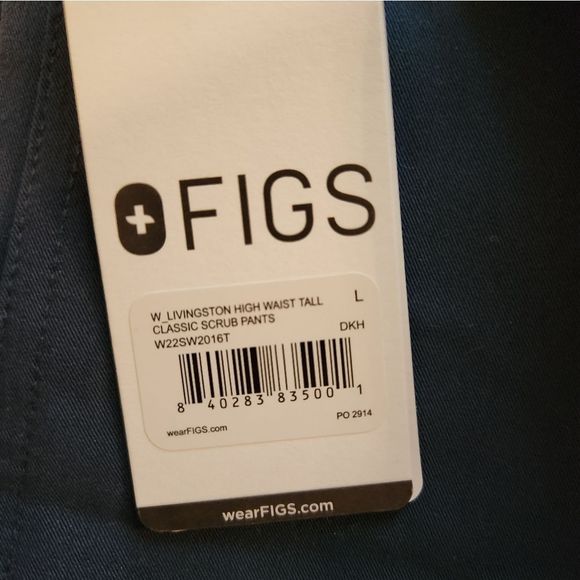 FIGS
W_LIVINGSTON HIGH WAIST TALL L
CLASSIC SCRUB PANTS
W22SW2016T DKH
8 40283 83500 1
wearFIGS.com PO 2914
wearFIGS.com